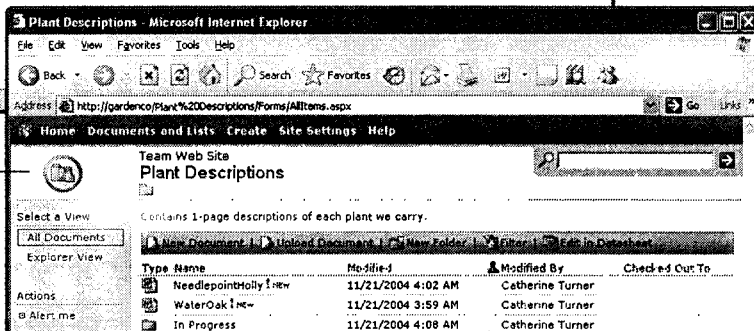 Plant Descriptions - Microsoft Internet Explorer
File Edit View Favorites Tools Help
Back Search Favorites
Address http://gardenco/Plant%20Descriptions/Forms/AllItems.aspx Go Links »
Home Documents and Lists Create Site Settings Help
Team Web Site
Plant Descriptions
Select a View
Contains 1-page descriptions of each plant we carry.
All Documents
New Document | Upload Document | New Folder | Filter | Edit in Datasheet
Explorer View
Type Name Modified Modified By Checked Out To
NeedlepointHolly ! NEW 11/21/2004 4:02 AM Catherine Turner
Actions
WaterOak ! NEW 11/21/2004 3:59 AM Catherine Turner
Alert me
In Progress 11/21/2004 4:08 AM Catherine Turner